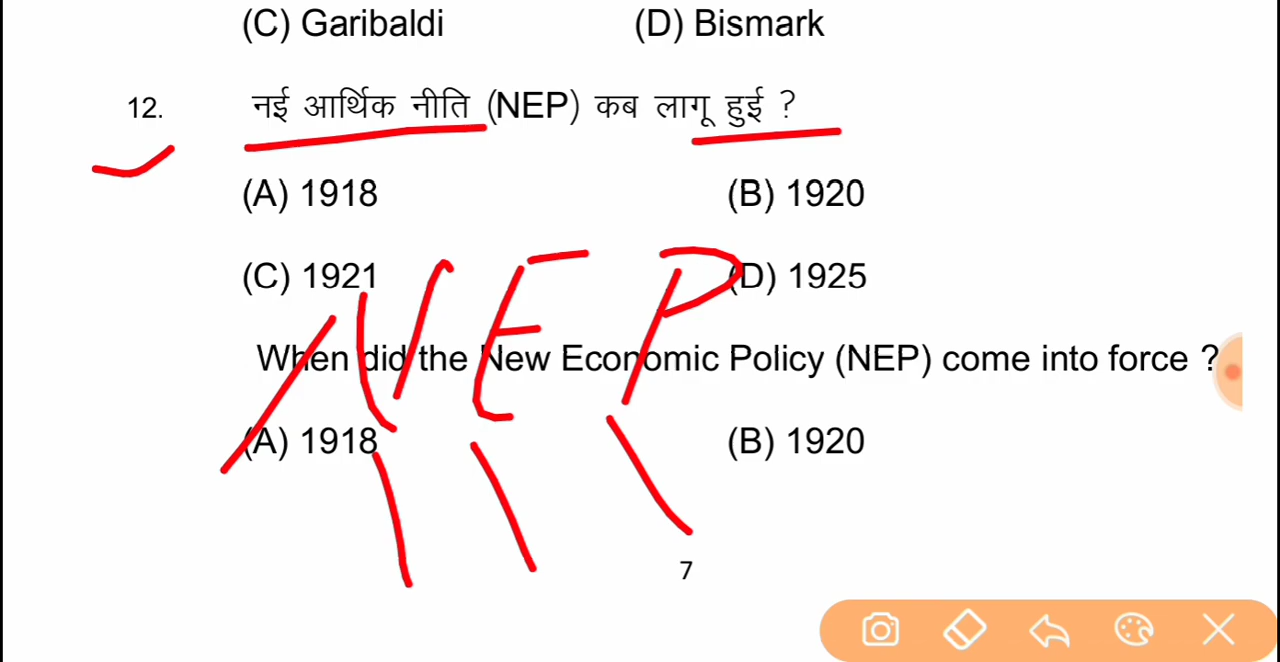 (C) Garibaldi (D) Bismark
12. नई आर्थिक नीति (NEP) कब लागू हुई ?
(A) 1918 (B) 1920
(C) 1921 (D) 1925
NEP
When did the New Economic Policy (NEP) come into force ?
(A) 1918 (B) 1920
7